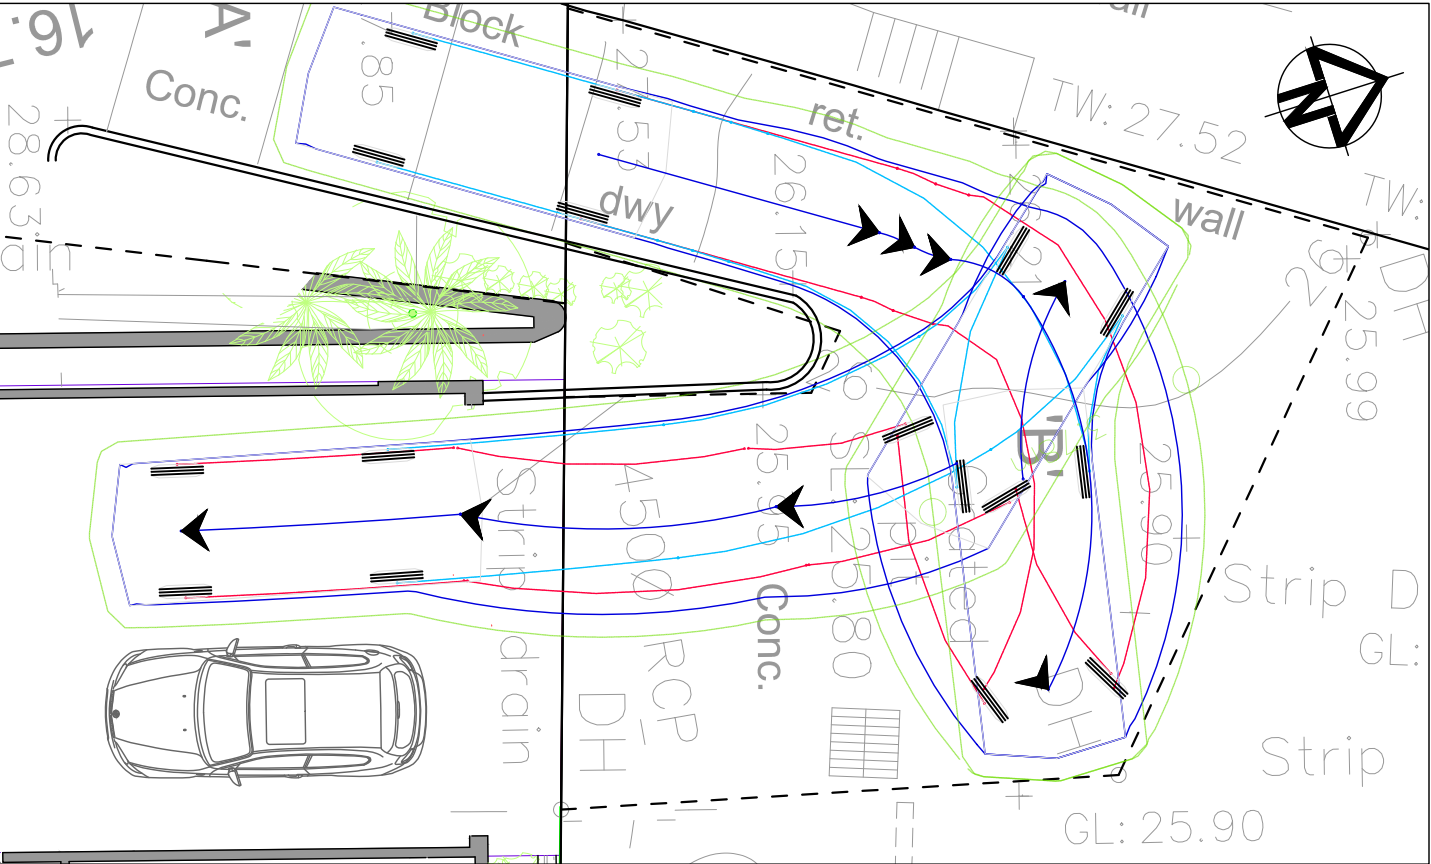 16.
'A'
Block
Conc.
.85
28.63
27.53
ret.
TW: 27.52
wall
TW:
dwy
26.15
DH
25.99
'B'
25.95
25.90
Strip
drain
450Ø
RCP
DH
Conc.
25.80
DH
Strip D
GL:
Strip
GL: 25.90
N